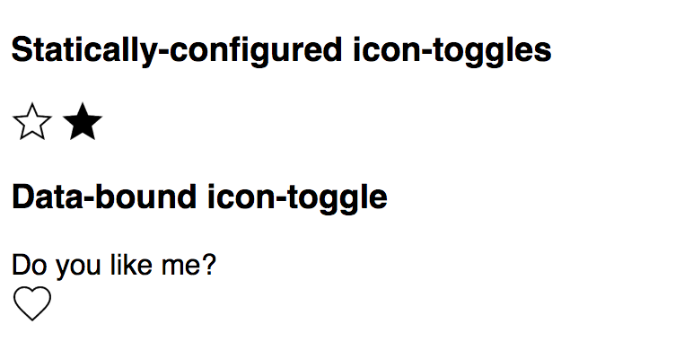 Statically-configured icon-toggles
Data-bound icon-toggle
Do you like me?